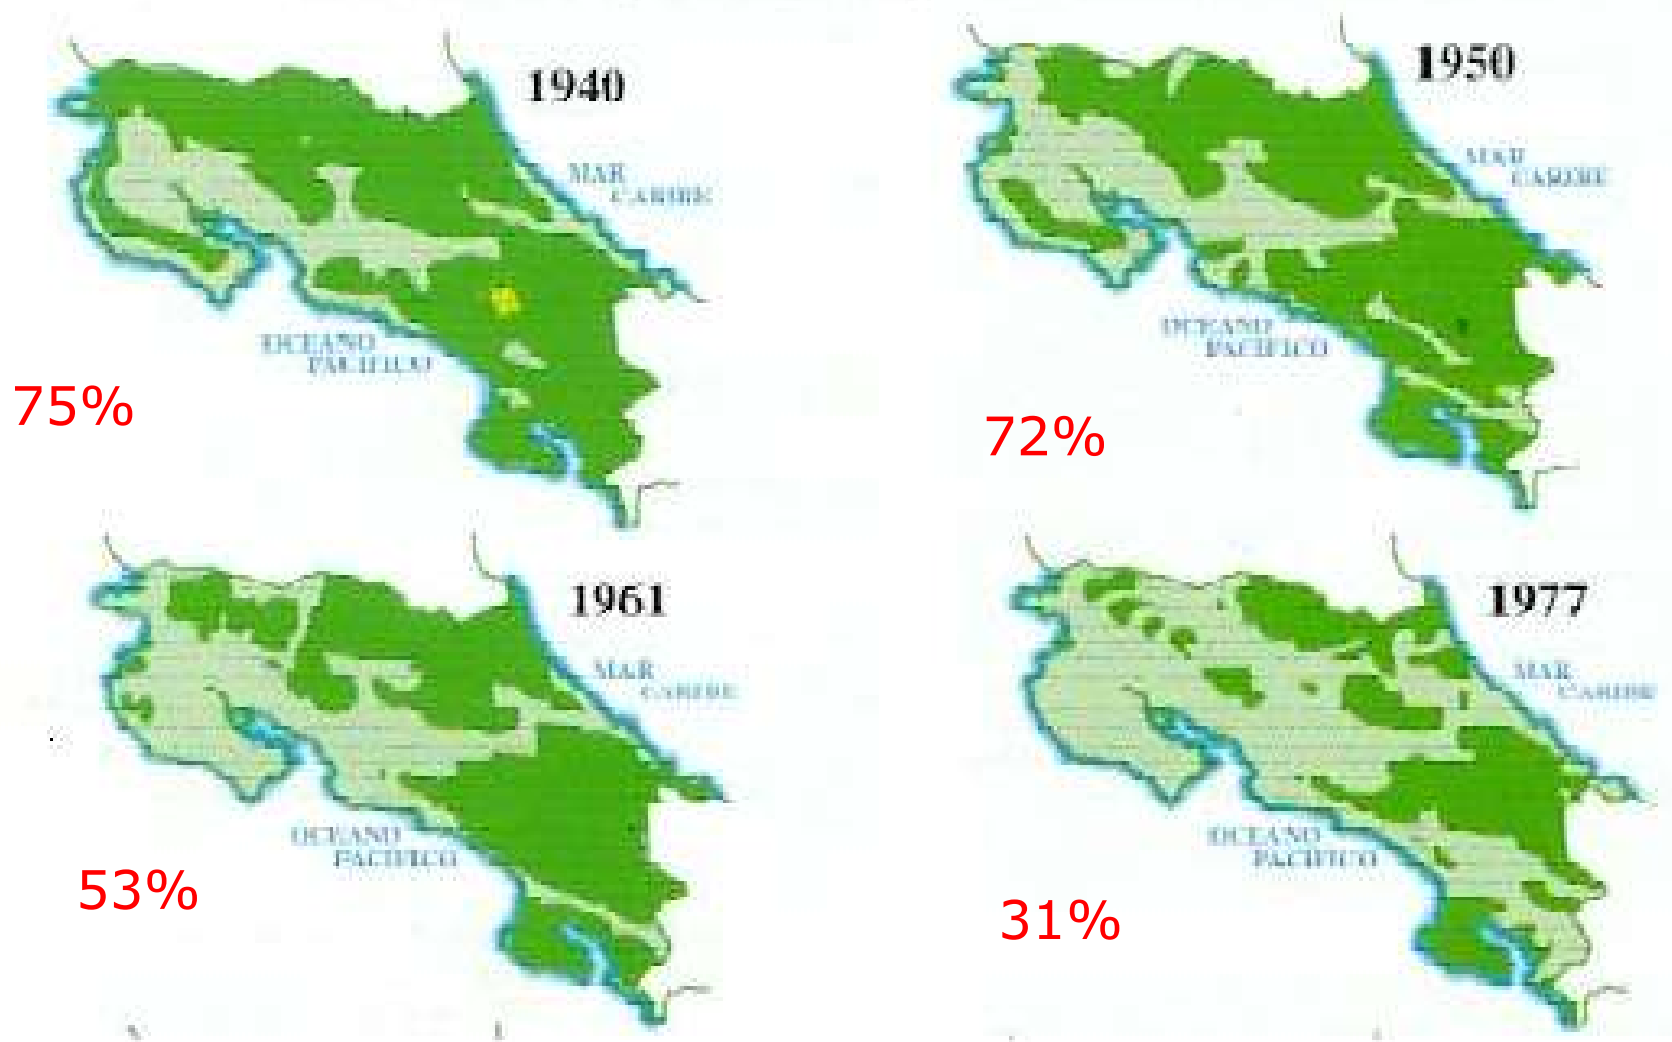 1940
MAR
CARIBE
OCEANO
PACIFICO
75%
1950
MAR
CARIBE
OCEANO
PACIFICO
72%
1961
MAR
CARIBE
OCEANO
PACIFICO
53%
1977
MAR
CARIBE
OCEANO
PACIFICO
31%